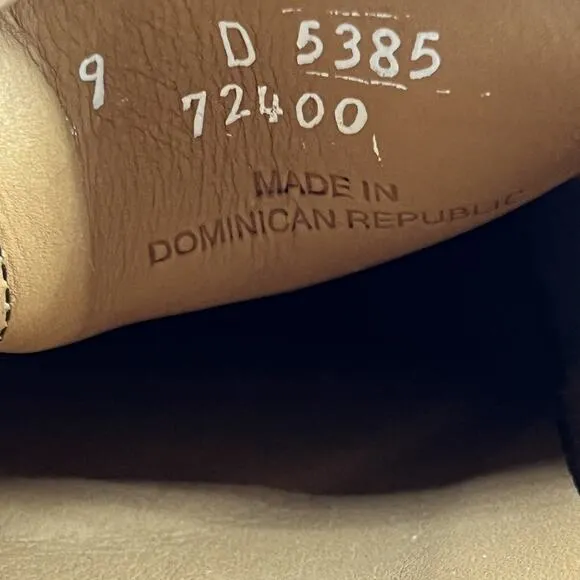 9 D 5385
72400
MADE IN
DOMINICAN REPUBLIC